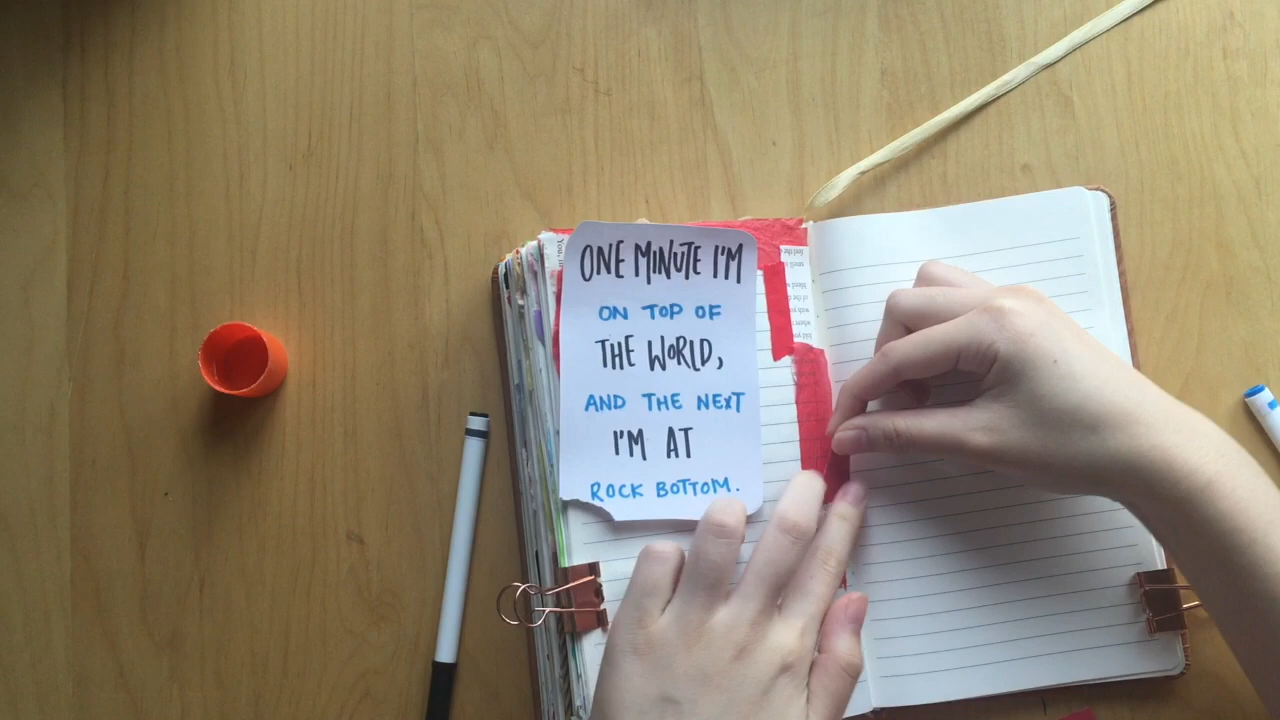 ONE MINUTE I'M
ON TOP OF
THE WORLD,
AND THE NEXT
I'M AT
ROCK BOTTOM.